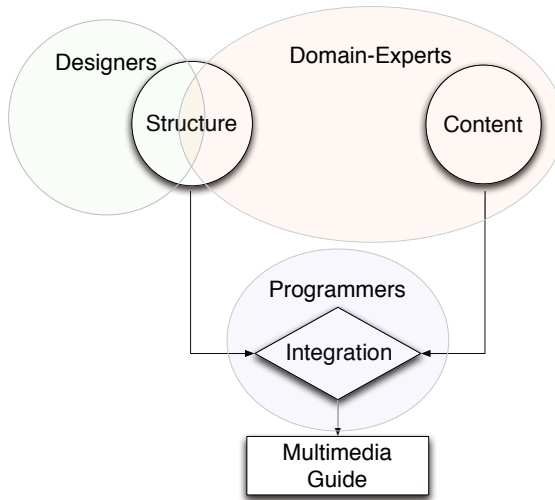 Designers
Domain-Experts
Structure
Content
Programmers
Integration
Multimedia
Guide